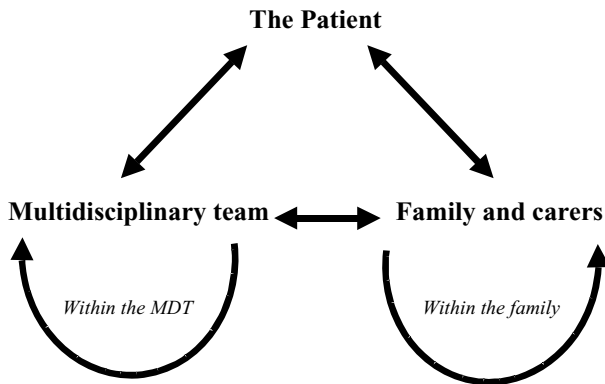 The Patient
Multidisciplinary team
Family and carers
Within the MDT
Within the family